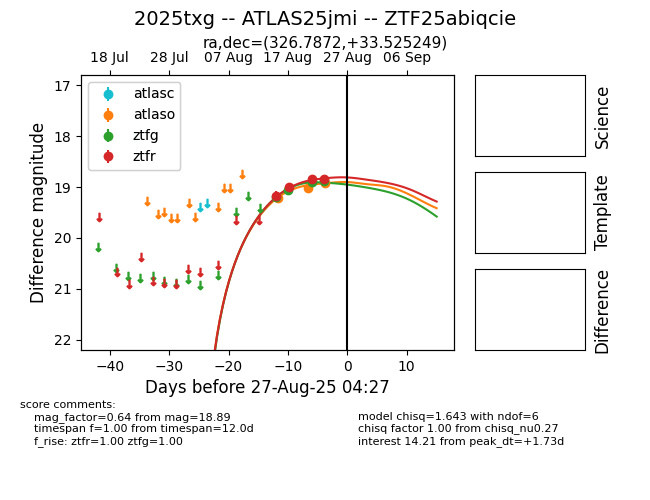 2025txg -- ATLAS25jmi -- ZTF25abiqcie
ra,dec=(326.7872,+33.525249)
18 Jul 28 Jul 07 Aug 17 Aug 27 Aug 06 Sep
atlasc
atlaso
ztfg
ztfr
17
18
19
20
21
22
Difference magnitude
−40 −30 −20 −10 0 10
Days before 27-Aug-25 04:27
Science
Template
Difference
score comments:
mag_factor=0.64 from mag=18.89
timespan f=1.00 from timespan=12.0d
f_rise: ztfr=1.00 ztfg=1.00
model chisq=1.643 with ndof=6
chisq factor 1.00 from chisq_nu0.27
interest 14.21 from peak_dt=+1.73d